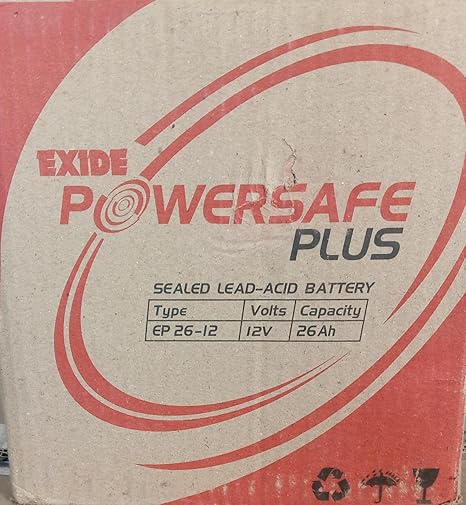 EXIDE
POWERSAFE
PLUS
SEALED LEAD-ACID BATTERY
Type Volts Capacity
EP 26-12 12V 26Ah